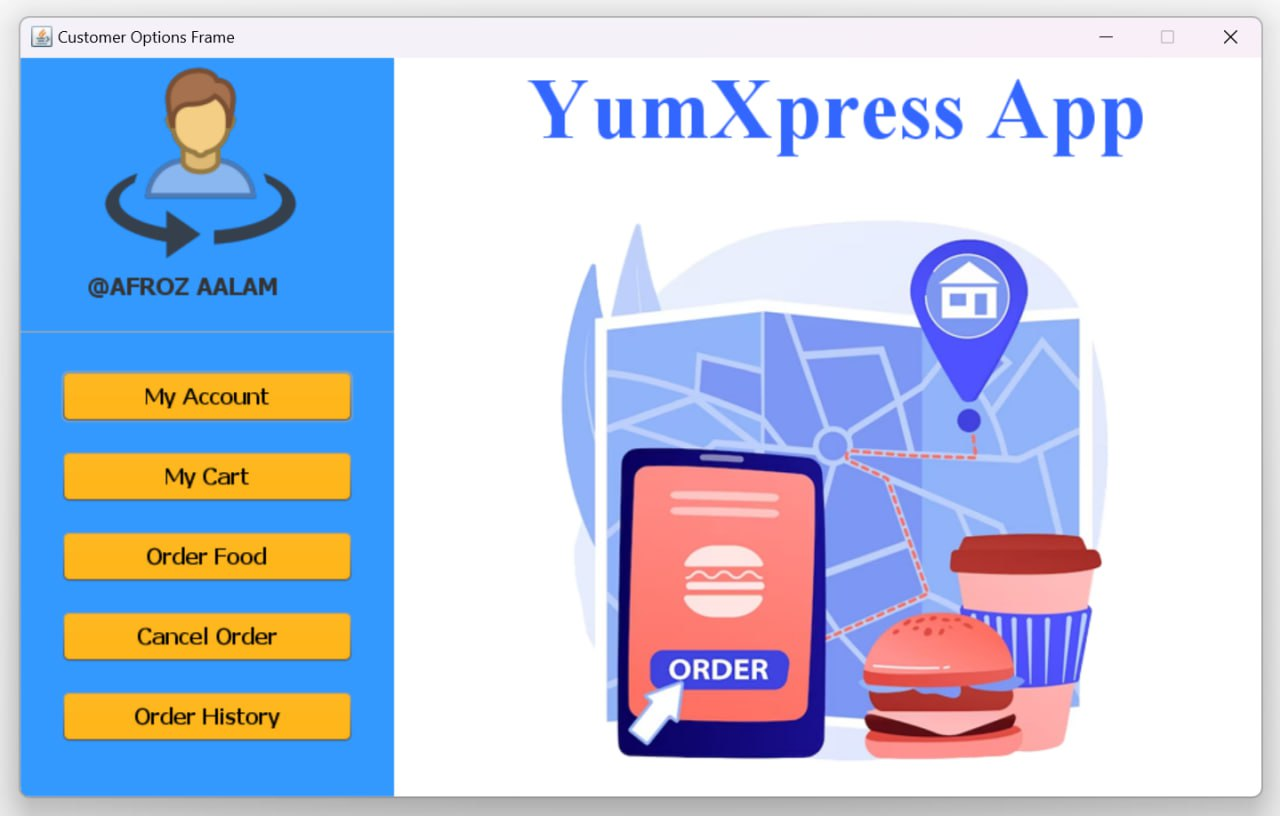 Customer Options Frame
YumXpress App
@AFROZ AALAM
My Account
My Cart
Order Food
Cancel Order
Order History
ORDER